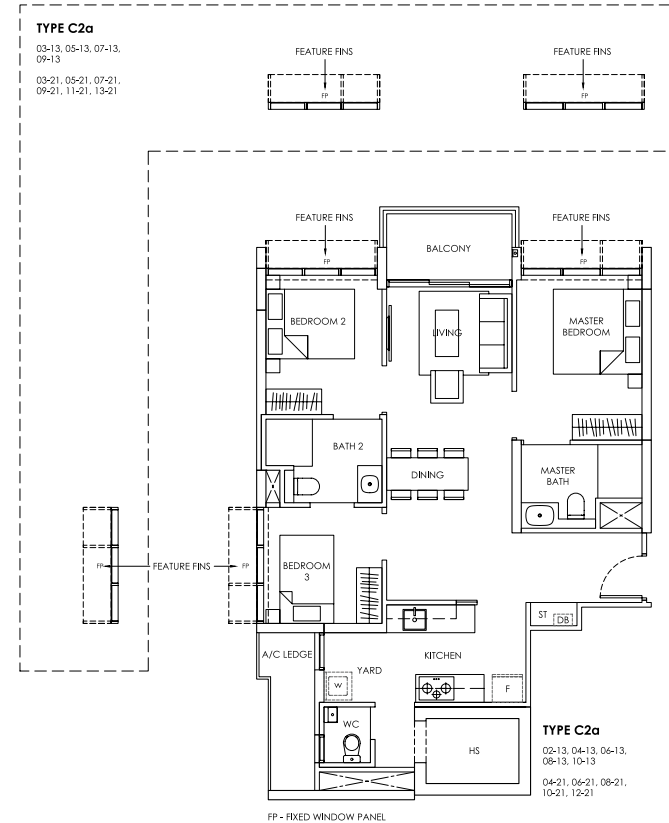 TYPE C2a
03-13, 05-13, 07-13,
09-13
03-21, 05-21, 07-21,
09-21, 11-21, 13-21
FEATURE FINS
FEATURE FINS
FP
FP
FEATURE FINS
FEATURE FINS
BALCONY
FP
FP
BEDROOM 2
LIVING
MASTER
BEDROOM
BATH 2
DINING
MASTER
BATH
FP
FEATURE FINS
FP
BEDROOM
3
ST
DB
A/C LEDGE
YARD
KITCHEN
W
F
WC
HS
TYPE C2a
02-13, 04-13, 06-13,
08-13, 10-13
04-21, 06-21, 08-21,
10-21, 12-21
FP - FIXED WINDOW PANEL